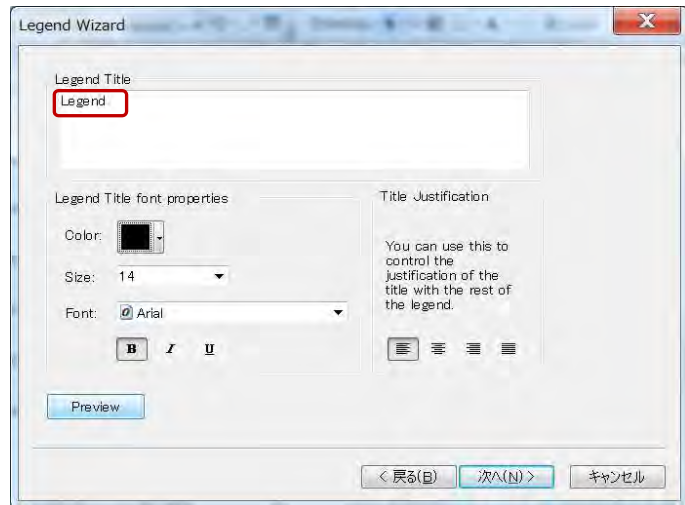 Legend Wizard
Legend Title
Legend
Legend Title font properties
Color:
Size: 14
Font: Arial
B I U
Title Justification
You can use this to
control the
justification of the
title with the rest of
the legend.
Preview
< 戻る(B)
次へ(N) >
キャンセル